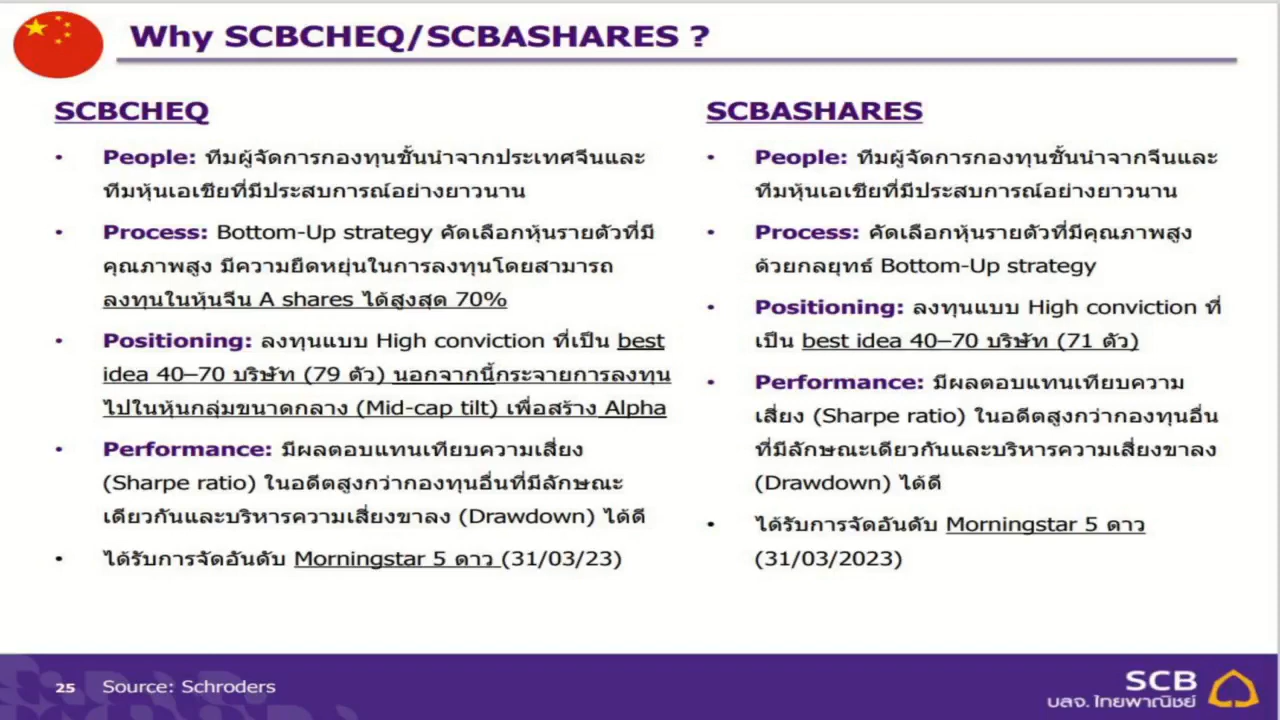 Why SCBCHEQ/SCBASHARES ?
SCBCHEQ
• People: ทีมผู้จัดการกองทุนชั้นนำจากประเทศจีนและ
ทีมหุ้นเอเชียที่มีประสบการณ์อย่างยาวนาน
• Process: Bottom-Up strategy คัดเลือกหุ้นรายตัวที่มี
คุณภาพสูง มีความยืดหยุ่นในการลงทุนโดยสามารถ
ลงทุนในหุ้นจีน A shares ได้สูงสุด 70%
• Positioning: ลงทุนแบบ High conviction ที่เป็น best
idea 40–70 บริษัท (79 ตัว) นอกจากนี้กระจายการลงทุน
ไปในหุ้นกลุ่มขนาดกลาง (Mid-cap tilt) เพื่อสร้าง Alpha
• Performance: มีผลตอบแทนเทียบความเสี่ยง
(Sharpe ratio) ในอดีตสูงกว่ากองทุนอื่นที่มีลักษณะ
เดียวกันและบริหารความเสี่ยงขาลง (Drawdown) ได้ดี
• ได้รับการจัดอันดับ Morningstar 5 ดาว (31/03/23)
SCBASHARES
• People: ทีมผู้จัดการกองทุนชั้นนำจากจีนและ
ทีมหุ้นเอเชียที่มีประสบการณ์อย่างยาวนาน
• Process: คัดเลือกหุ้นรายตัวที่มีคุณภาพสูง
ด้วยกลยุทธ์ Bottom-Up strategy
• Positioning: ลงทุนแบบ High conviction ที่
เป็น best idea 40–70 บริษัท (71 ตัว)
• Performance: มีผลตอบแทนเทียบความ
เสี่ยง (Sharpe ratio) ในอดีตสูงกว่ากองทุนอื่น
ที่มีลักษณะเดียวกันและบริหารความเสี่ยงขาลง
(Drawdown) ได้ดี
• ได้รับการจัดอันดับ Morningstar 5 ดาว
(31/03/2023)
25 Source: Schroders
SCB
บลจ. ไทยพาณิชย์